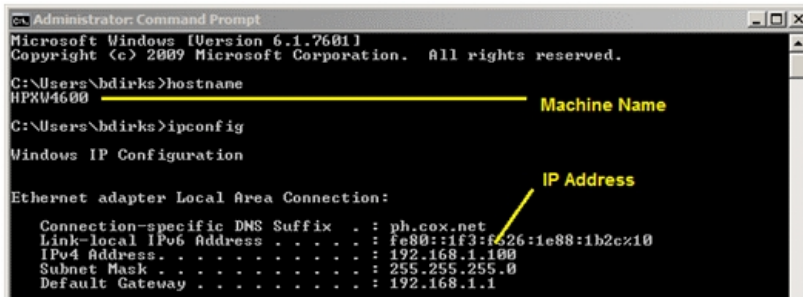 Administrator: Command Prompt
Microsoft Windows [Version 6.1.7601]
Copyright (c) 2009 Microsoft Corporation.  All rights reserved.
C:\Users\bdirks>hostname
HPXW4600
Machine Name
C:\Users\bdirks>ipconfig
Windows IP Configuration
IP Address
Ethernet adapter Local Area Connection:
Connection-specific DNS Suffix  . : ph.cox.net
Link-local IPv6 Address . . . . . : fe80::1f3:f626:1e88:1b2c%10
IPv4 Address. . . . . . . . . . . : 192.168.1.100
Subnet Mask . . . . . . . . . . . : 255.255.255.0
Default Gateway . . . . . . . . . : 192.168.1.1